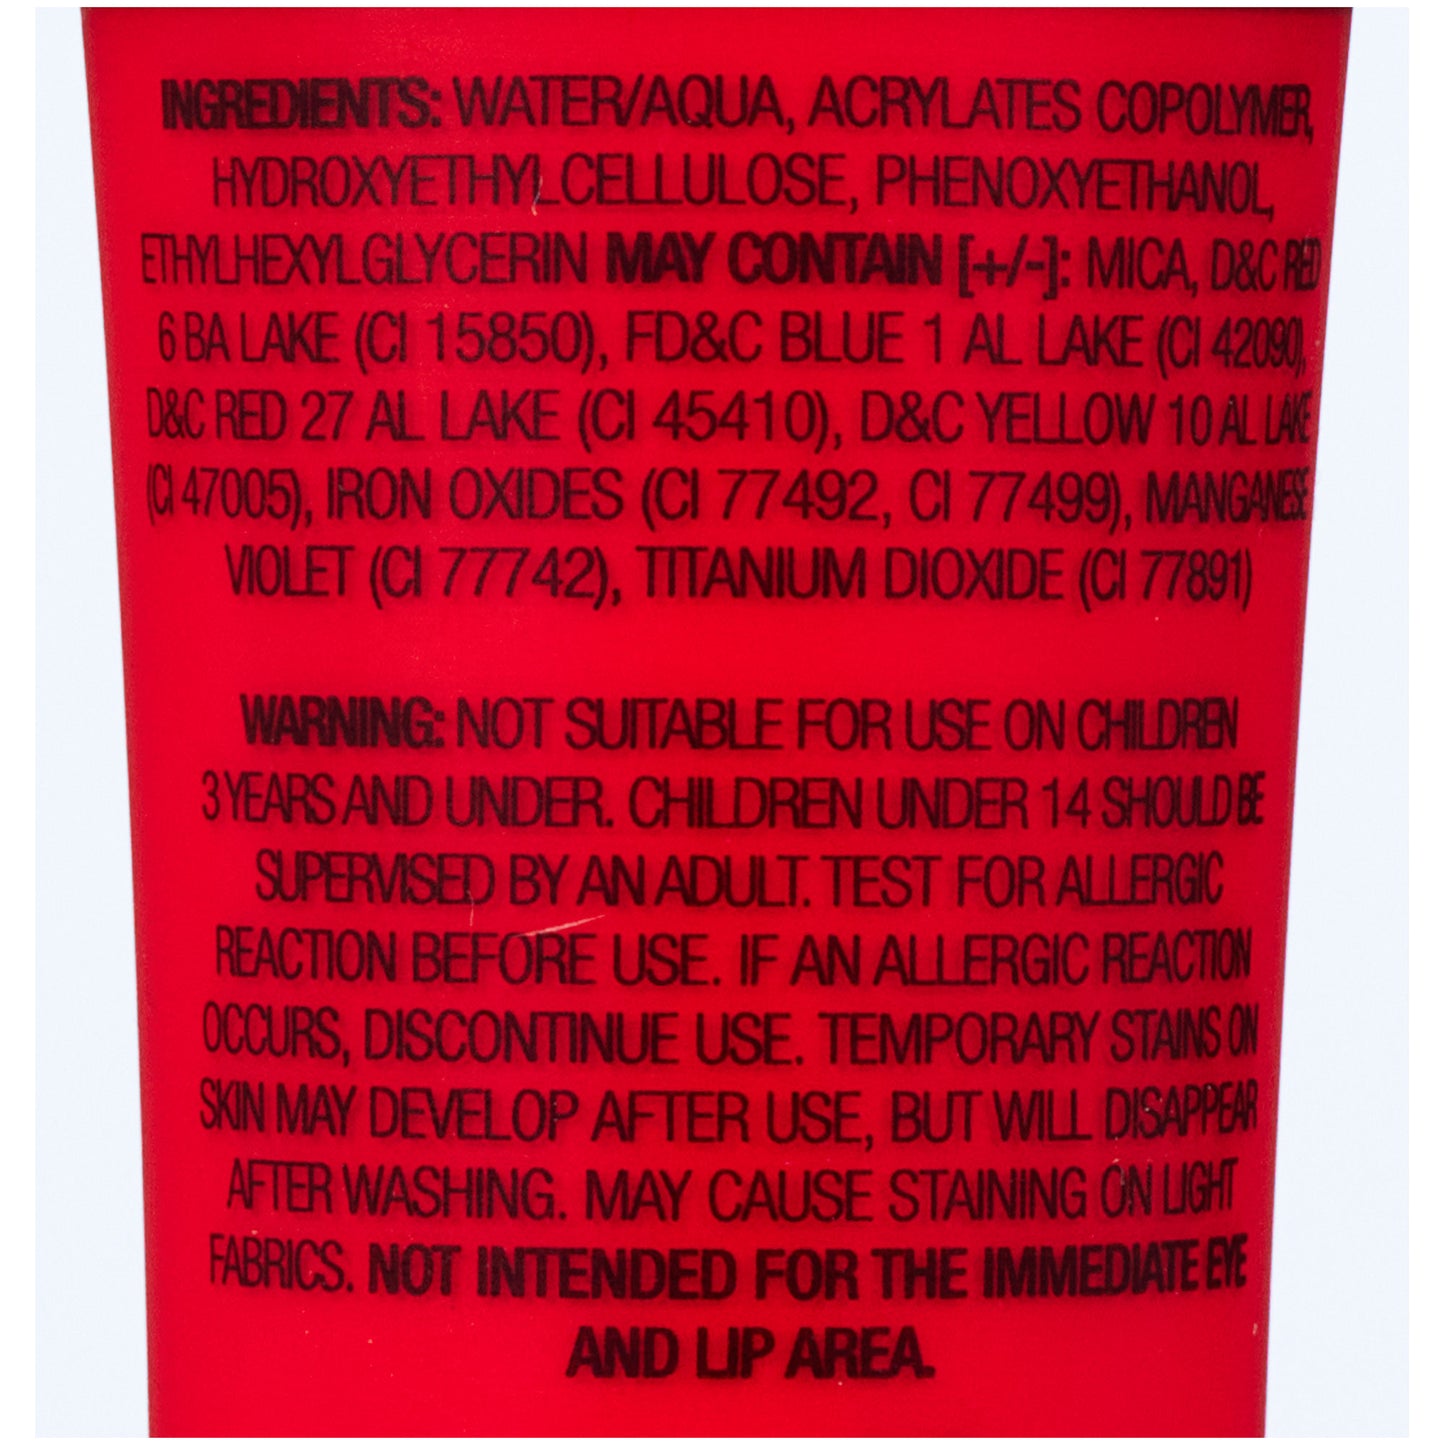 INGREDIENTS: WATER/AQUA, ACRYLATES COPOLYMER,
HYDROXYETHYLCELLULOSE, PHENOXYETHANOL,
ETHYLHEXYLGLYCERIN MAY CONTAIN [+/-]: MICA, D&C RED
6 BA LAKE (CI 15850), FD&C BLUE 1 AL LAKE (CI 42090),
D&C RED 27 AL LAKE (CI 45410), D&C YELLOW 10 AL LAKE
(CI 47005), IRON OXIDES (CI 77492, CI 77499), MANGANESE
VIOLET (CI 77742), TITANIUM DIOXIDE (CI 77891)
WARNING: NOT SUITABLE FOR USE ON CHILDREN
3 YEARS AND UNDER. CHILDREN UNDER 14 SHOULD BE
SUPERVISED BY AN ADULT. TEST FOR ALLERGIC
REACTION BEFORE USE. IF AN ALLERGIC REACTION
OCCURS, DISCONTINUE USE. TEMPORARY STAINS ON
SKIN MAY DEVELOP AFTER USE, BUT WILL DISAPPEAR
AFTER WASHING. MAY CAUSE STAINING ON LIGHT
FABRICS. NOT INTENDED FOR THE IMMEDIATE EYE
AND LIP AREA.